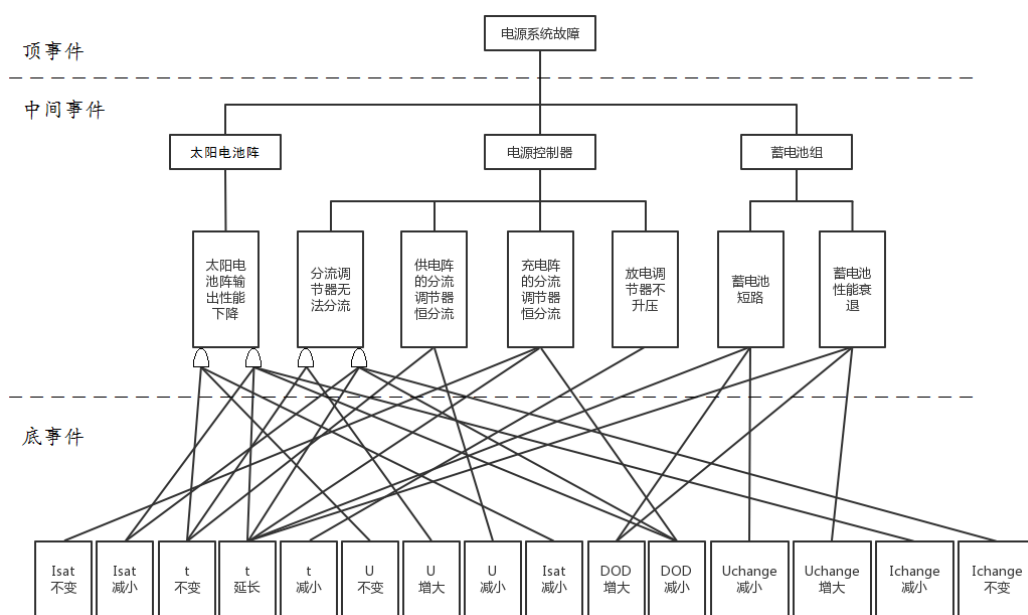 电源系统故障
顶事件
中间事件
太阳电池阵
电源控制器
蓄电池组
太阳电
池阵输
出性能
下降
分流调
节器无
法分流
供电阵
的分流
调节器
恒分流
充电阵
的分流
调节器
恒分流
放电调
节器不
升压
蓄电池
短路
蓄电池
性能衰
退
底事件
Isat
不变
Isat
减小
t
不变
t
延长
t
减小
U
不变
U
增大
U
减小
Isat
减小
DOD
增大
DOD
减小
Uchange
减小
Uchange
增大
Ichange
减小
Ichange
不变